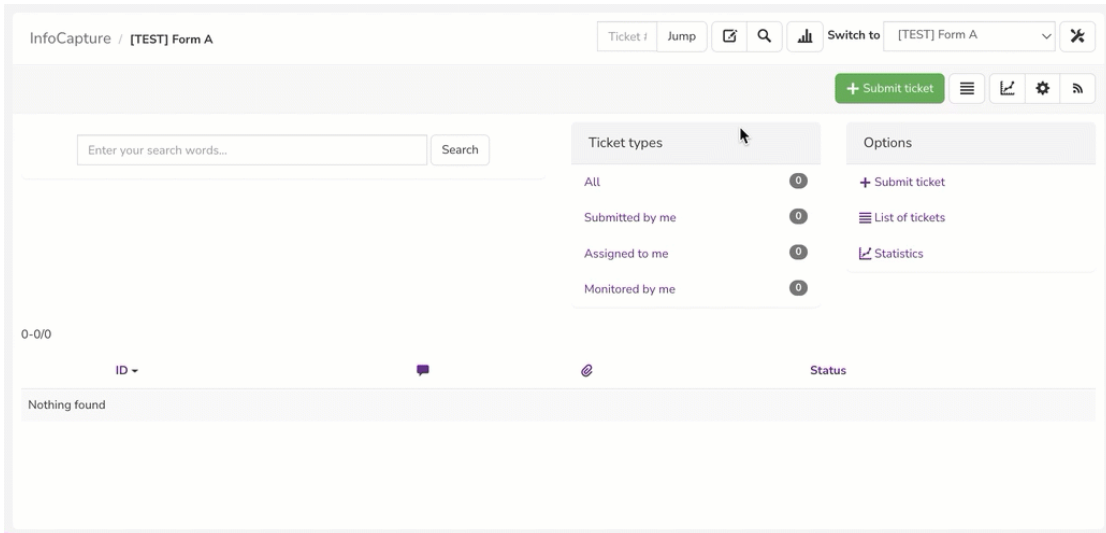 InfoCapture / [TEST] Form A
Ticket # Jump Switch to [TEST] Form A
Submit ticket
Enter your search words... Search
Ticket types
All 0
Submitted by me 0
Assigned to me 0
Monitored by me 0
Options
Submit ticket
List of tickets
Statistics
0-0/0
ID Status
Nothing found